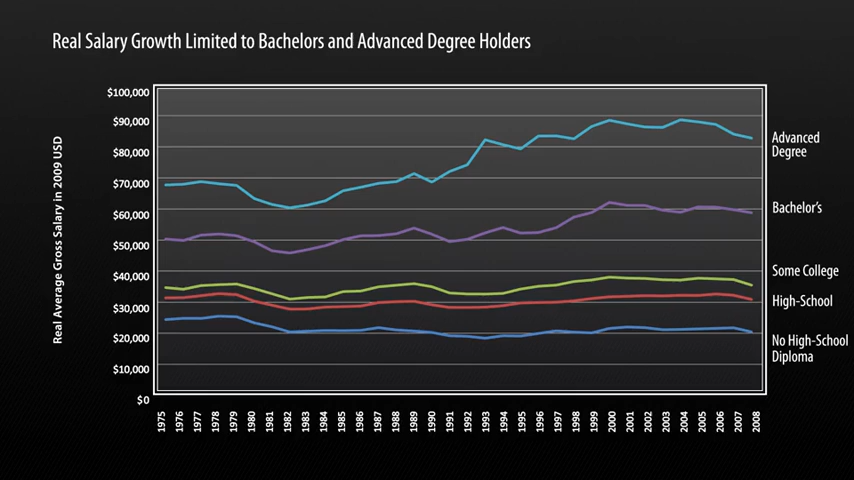 Real Salary Growth Limited to Bachelors and Advanced Degree Holders
Real Average Gross Salary in 2009 USD
$100,000
$90,000
$80,000
$70,000
$60,000
$50,000
$40,000
$30,000
$20,000
$10,000
$0
Advanced
Degree
Bachelor's
Some College
High-School
No High-School
Diploma
1975 1976 1977 1978 1979 1980 1981 1982 1983 1984 1985 1986 1987 1988 1989 1990 1991 1992 1993 1994 1995 1996 1997 1998 1999 2000 2001 2002 2003 2004 2005 2006 2007 2008